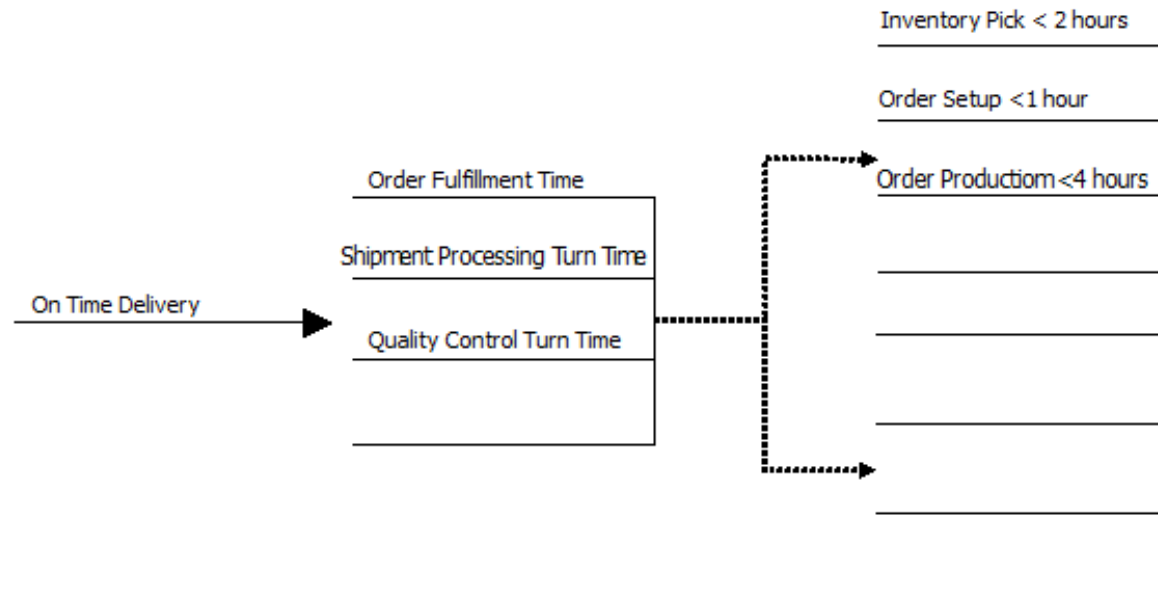 Inventory Pick < 2 hours
Order Setup <1 hour
Order Productiom <4 hours
Order Fulfillment Time
Shipment Processing Turn Time
Quality Control Turn Time
On Time Delivery